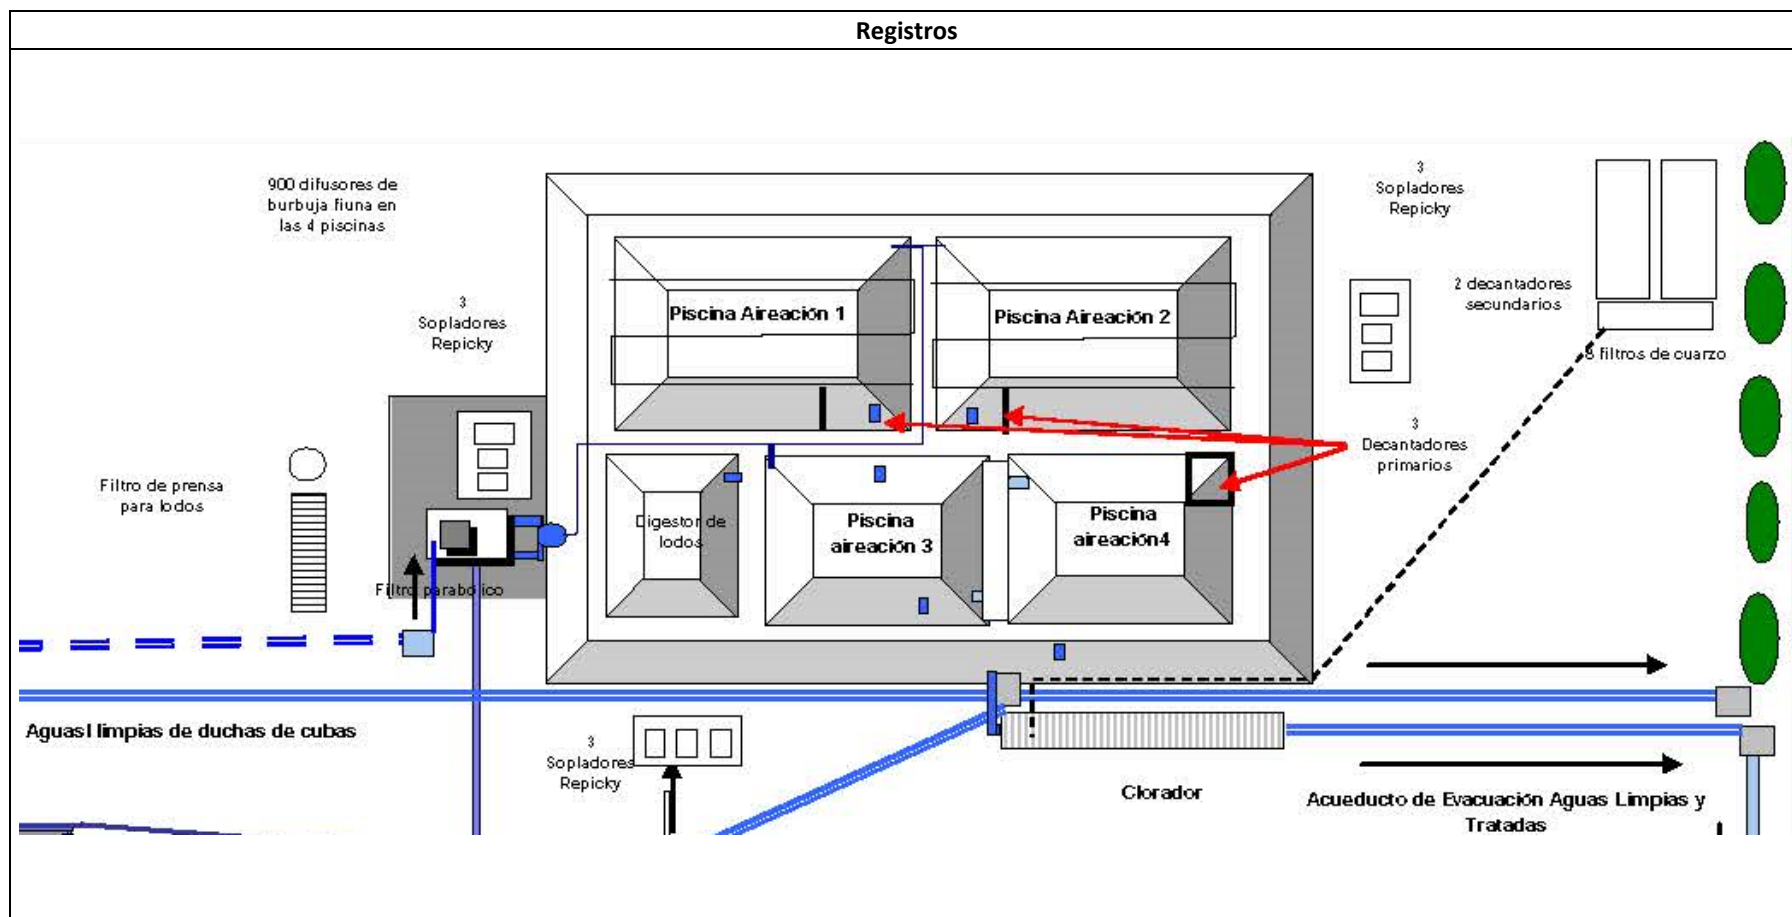 Registros
900 difusores de
burbuja fiuna en
las 4 piscinas
3
Sopladores
Repicky
2 decantadores
secundarios
8 filtros de cuarzo
3
Sopladores
Repicky
Piscina Aireación 1
Piscina Aireación 2
3
Decantadores
primarios
Filtro de prensa
para lodos
Digestor de
lodos
Piscina
aireación 3
Piscina
aireación4
Filtro parabólico
Aguasl limpias de duchas de cubas
3
Sopladores
Repicky
Clorador
Acueducto de Evacuación Aguas Limpias y
Tratadas